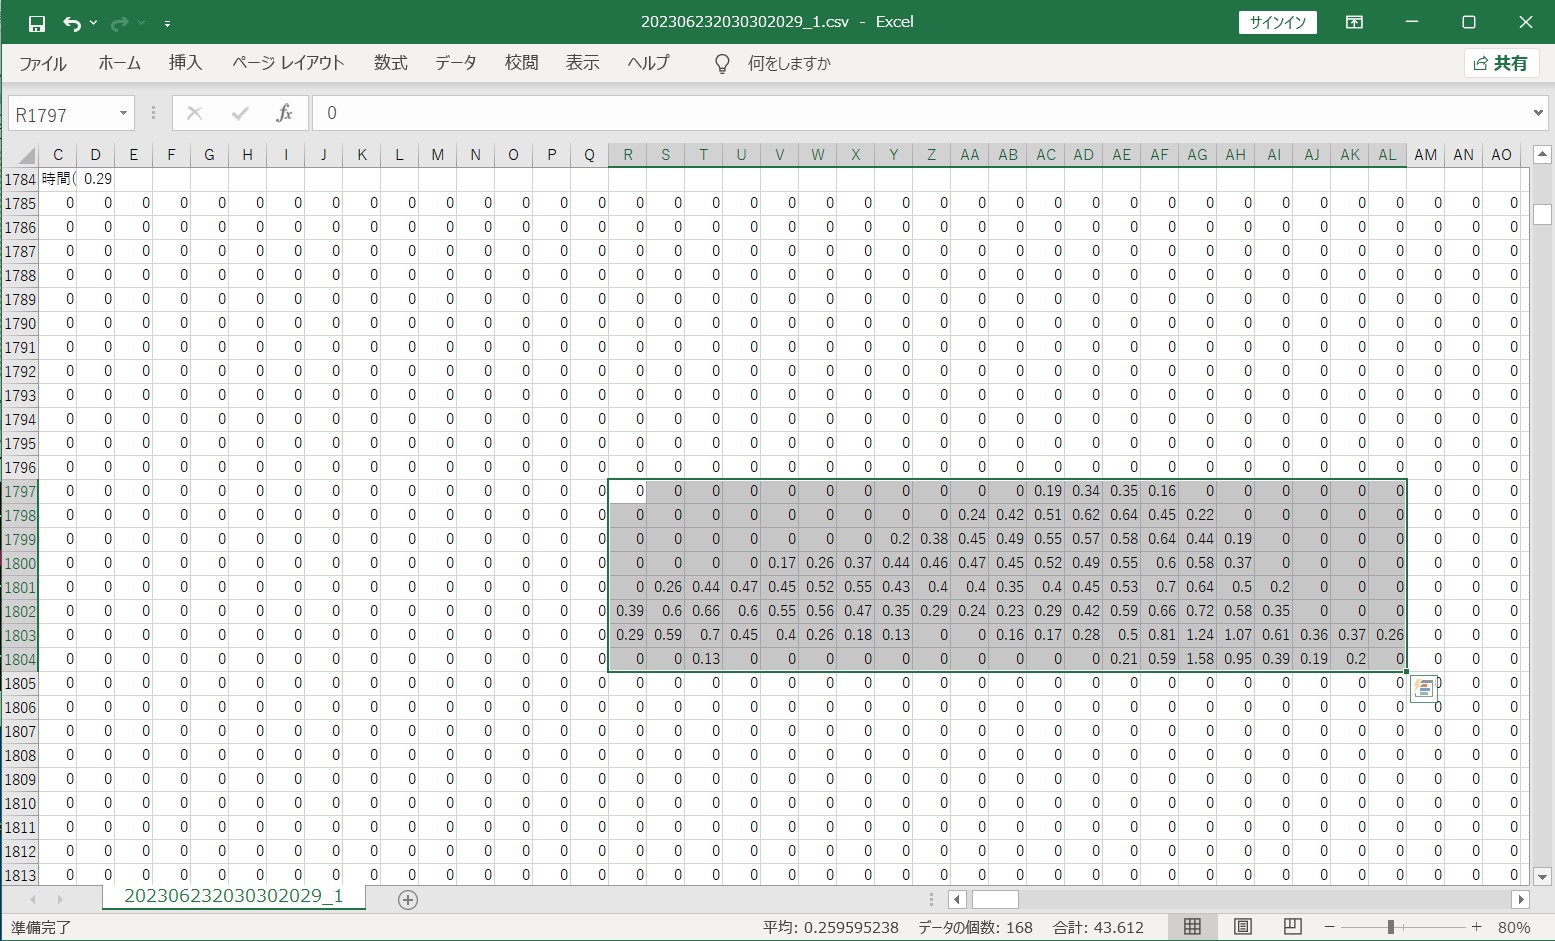 202306232030302029_1.csv - Excel サインイン
ファイル ホーム 挿入 ページ レイアウト 数式 データ 校閲 表示 ヘルプ 何をしますか 共有
R1797 fx 0
C D E F G H I J K L M N O P Q R S T U V W X Y Z AA AB AC AD AE AF AG AH AI AJ AK AL AM AN AO
1784 時間( 0.29
1785 0 0 0 0 0 0 0 0 0 0 0 0 0 0 0 0 0 0 0 0 0 0 0 0 0 0 0 0 0 0 0 0 0 0 0 0 0 0 0
1786 0 0 0 0 0 0 0 0 0 0 0 0 0 0 0 0 0 0 0 0 0 0 0 0 0 0 0 0 0 0 0 0 0 0 0 0 0 0 0
1787 0 0 0 0 0 0 0 0 0 0 0 0 0 0 0 0 0 0 0 0 0 0 0 0 0 0 0 0 0 0 0 0 0 0 0 0 0 0 0
1788 0 0 0 0 0 0 0 0 0 0 0 0 0 0 0 0 0 0 0 0 0 0 0 0 0 0 0 0 0 0 0 0 0 0 0 0 0 0 0
1789 0 0 0 0 0 0 0 0 0 0 0 0 0 0 0 0 0 0 0 0 0 0 0 0 0 0 0 0 0 0 0 0 0 0 0 0 0 0 0
1790 0 0 0 0 0 0 0 0 0 0 0 0 0 0 0 0 0 0 0 0 0 0 0 0 0 0 0 0 0 0 0 0 0 0 0 0 0 0 0
1791 0 0 0 0 0 0 0 0 0 0 0 0 0 0 0 0 0 0 0 0 0 0 0 0 0 0 0 0 0 0 0 0 0 0 0 0 0 0 0
1792 0 0 0 0 0 0 0 0 0 0 0 0 0 0 0 0 0 0 0 0 0 0 0 0 0 0 0 0 0 0 0 0 0 0 0 0 0 0 0
1793 0 0 0 0 0 0 0 0 0 0 0 0 0 0 0 0 0 0 0 0 0 0 0 0 0 0 0 0 0 0 0 0 0 0 0 0 0 0 0
1794 0 0 0 0 0 0 0 0 0 0 0 0 0 0 0 0 0 0 0 0 0 0 0 0 0 0 0 0 0 0 0 0 0 0 0 0 0 0 0
1795 0 0 0 0 0 0 0 0 0 0 0 0 0 0 0 0 0 0 0 0 0 0 0 0 0 0 0 0 0 0 0 0 0 0 0 0 0 0 0
1796 0 0 0 0 0 0 0 0 0 0 0 0 0 0 0 0 0 0 0 0 0 0 0 0 0 0 0 0 0 0 0 0 0 0 0 0 0 0 0
1797 0 0 0 0 0 0 0 0 0 0 0 0 0 0 0 0 0 0 0 0 0 0 0 0 0 0 0.19 0.34 0.35 0.16 0 0 0 0 0 0 0 0 0
1798 0 0 0 0 0 0 0 0 0 0 0 0 0 0 0 0 0 0 0 0 0 0 0 0 0.24 0.42 0.51 0.62 0.64 0.45 0.22 0 0 0 0 0 0 0 0
1799 0 0 0 0 0 0 0 0 0 0 0 0 0 0 0 0 0 0 0 0 0 0 0.2 0.38 0.45 0.49 0.55 0.57 0.58 0.64 0.44 0.19 0 0 0 0 0 0 0
1800 0 0 0 0 0 0 0 0 0 0 0 0 0 0 0 0 0 0 0 0.17 0.26 0.37 0.44 0.46 0.47 0.45 0.52 0.49 0.55 0.6 0.58 0.37 0 0 0 0 0 0 0
1801 0 0 0 0 0 0 0 0 0 0 0 0 0 0 0 0 0.26 0.44 0.47 0.45 0.52 0.55 0.43 0.4 0.4 0.35 0.4 0.45 0.53 0.7 0.64 0.5 0.2 0 0 0 0 0 0
1802 0 0 0 0 0 0 0 0 0 0 0 0 0 0 0 0.39 0.6 0.66 0.6 0.55 0.56 0.47 0.35 0.29 0.24 0.23 0.29 0.42 0.59 0.66 0.72 0.58 0.35 0 0 0 0 0 0
1803 0 0 0 0 0 0 0 0 0 0 0 0 0 0 0 0.29 0.59 0.7 0.45 0.4 0.26 0.18 0.13 0 0 0.16 0.17 0.28 0.5 0.81 1.24 1.07 0.61 0.36 0.37 0.26 0 0 0
1804 0 0 0 0 0 0 0 0 0 0 0 0 0 0 0 0 0 0.13 0 0 0 0 0 0 0 0 0 0 0.21 0.59 1.58 0.95 0.39 0.19 0.2 0 0 0 0
1805 0 0 0 0 0 0 0 0 0 0 0 0 0 0 0 0 0 0 0 0 0 0 0 0 0 0 0 0 0 0 0 0 0 0 0 0 0 0 0
1806 0 0 0 0 0 0 0 0 0 0 0 0 0 0 0 0 0 0 0 0 0 0 0 0 0 0 0 0 0 0 0 0 0 0 0 0 0 0 0
1807 0 0 0 0 0 0 0 0 0 0 0 0 0 0 0 0 0 0 0 0 0 0 0 0 0 0 0 0 0 0 0 0 0 0 0 0 0 0 0
1808 0 0 0 0 0 0 0 0 0 0 0 0 0 0 0 0 0 0 0 0 0 0 0 0 0 0 0 0 0 0 0 0 0 0 0 0 0 0 0
1809 0 0 0 0 0 0 0 0 0 0 0 0 0 0 0 0 0 0 0 0 0 0 0 0 0 0 0 0 0 0 0 0 0 0 0 0 0 0 0
1810 0 0 0 0 0 0 0 0 0 0 0 0 0 0 0 0 0 0 0 0 0 0 0 0 0 0 0 0 0 0 0 0 0 0 0 0 0 0 0
1811 0 0 0 0 0 0 0 0 0 0 0 0 0 0 0 0 0 0 0 0 0 0 0 0 0 0 0 0 0 0 0 0 0 0 0 0 0 0 0
1812 0 0 0 0 0 0 0 0 0 0 0 0 0 0 0 0 0 0 0 0 0 0 0 0 0 0 0 0 0 0 0 0 0 0 0 0 0 0 0
1813 0 0 0 0 0 0 0 0 0 0 0 0 0 0 0 0 0 0 0 0 0 0 0 0 0 0 0 0 0 0 0 0 0 0 0 0 0 0 0
202306232030302029_1
準備完了 平均: 0.259595238 データの個数: 168 合計: 43.612 80%